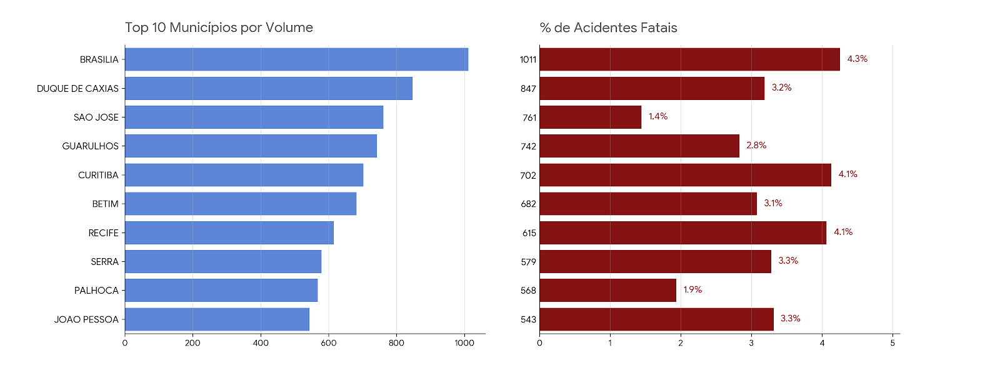 Top 10 Municípios por Volume
BRASILIA
DUQUE DE CAXIAS
SAO JOSE
GUARULHOS
CURITIBA
BETIM
RECIFE
SERRA
PALHOCA
JOAO PESSOA
0 200 400 600 800 1000
% de Acidentes Fatais
1011 4.3%
847 3.2%
761 1.4%
742 2.8%
702 4.1%
682 3.1%
615 4.1%
579 3.3%
568 1.9%
543 3.3%
0 1 2 3 4 5